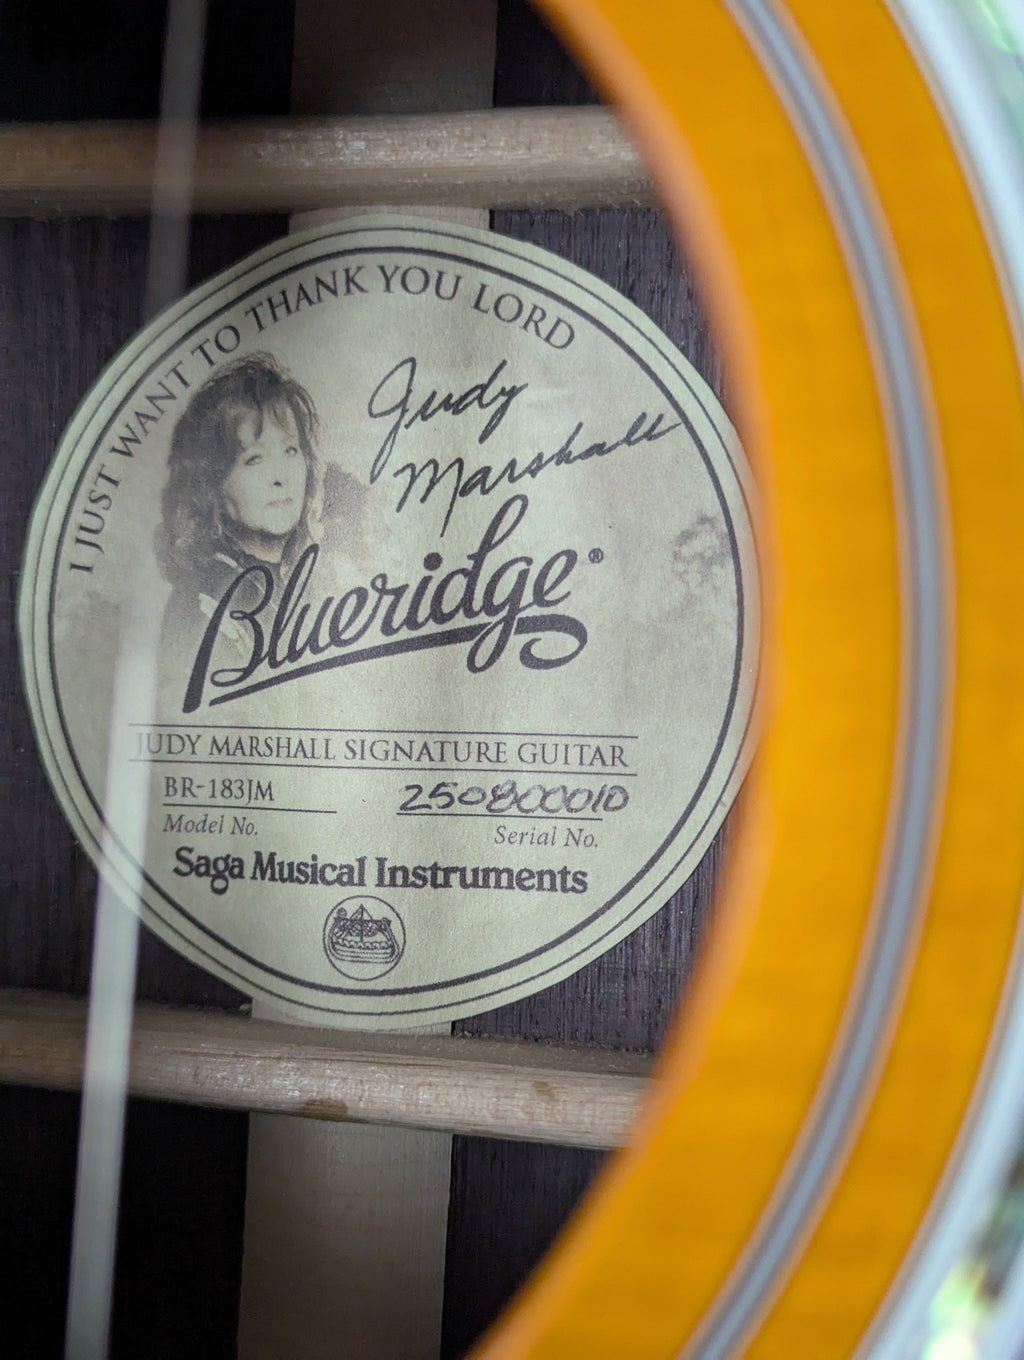 I JUST WANT TO THANK YOU LORD
Judy
Marshall
Blueridge®
JUDY MARSHALL SIGNATURE GUITAR
BR-183JM 250800010
Model No. Serial No.
Saga Musical Instruments